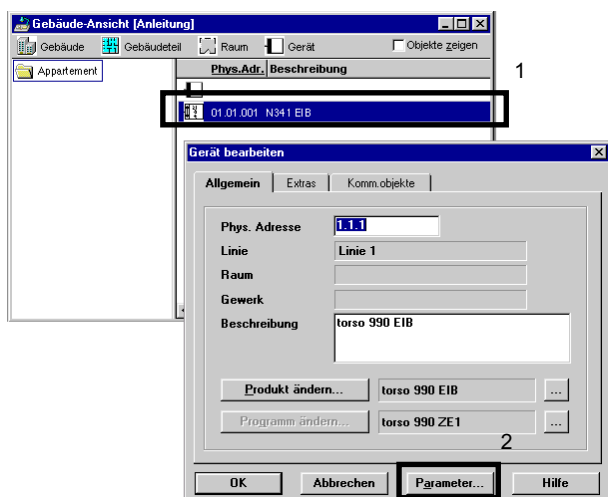 Gebäude-Ansicht [Anleitung]
Gebäude Gebäudeteil Raum Gerät Objekte zeigen
Appartement
Phys.Adr. Beschreibung
1
01.01.001 N341 EIB
Gerät bearbeiten
Allgemein Extras Komm.objekte
Phys. Adresse 1.1.1
Linie Linie 1
Raum
Gewerk
Beschreibung torso 990 EIB
Produkt ändern... torso 990 EIB ...
Programm ändern... torso 990 ZE1 ...
2
OK Abbrechen Parameter... Hilfe